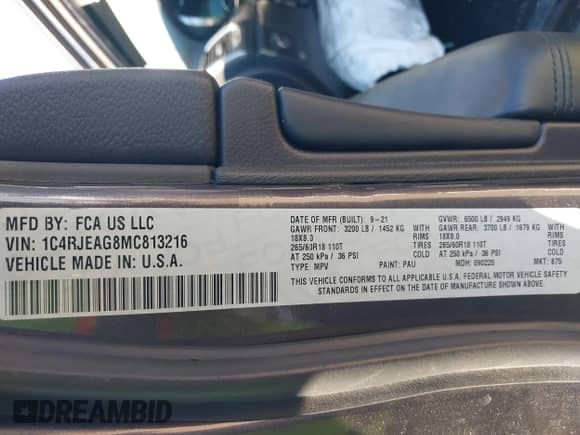 MFD BY: FCA US LLC
VIN: 1C4RJEAG8MC813216
VEHICLE MADE IN: U.S.A.
DATE OF MFR (BUILT): 9-21 GVWR: 6500 LB / 2949 KG
GAWR FRONT: 3200 LB / 1452 KG WITH GAWR REAR: 3700 LB / 1679 KG WITH
18X8.0 RIMS 18X8.0 RIMS
265/60R18 110T 265/60R18 110T
AT 250 kPa / 36 PSI COLD AT 250 kPa / 36 PSI COLD
TYPE: MPV PAINT: PAU MDH: 090220 MKT: 875
THIS VEHICLE CONFORMS TO ALL APPLICABLE U.S.A. FEDERAL MOTOR VEHICLE SAFETY
STANDARDS IN EFFECT ON THE DATE OF MANUFACTURE SHOWN ABOVE.
DREAMBID